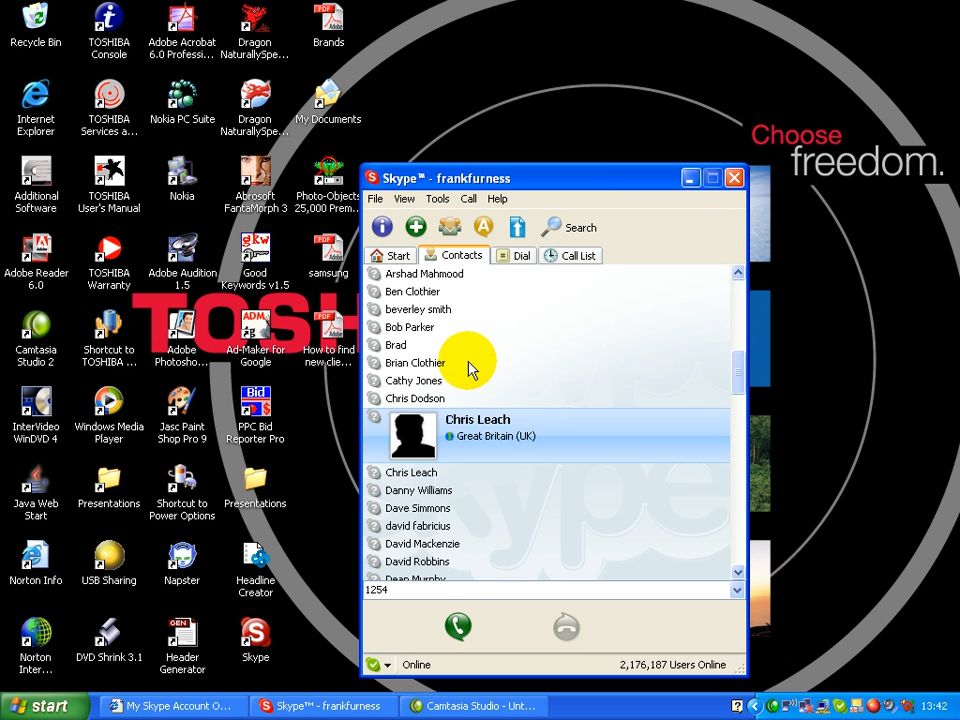 Recycle Bin
TOSHIBA
Console
Adobe Acrobat
6.0 Professi...
Dragon
NaturallySpe...
Brands
Internet
Explorer
TOSHIBA
Services a...
Nokia PC Suite
Dragon
NaturallySpe...
My Documents
Additional
Software
TOSHIBA
User's Manual
Nokia
Abrosoft
FantaMorph 3
Photo-Objects
25,000 Prem...
Adobe Reader
6.0
TOSHIBA
Warranty
Adobe Audition
1.5
gKw
Good
Keywords v1.5
samsung
Camtasia
Studio 2
Shortcut to
TOSHIBA ...
Adobe
Photosho...
ADM
Ad-Maker for
Google
How to find
new clie...
InterVideo
WinDVD 4
Windows Media
Player
Jasc Paint
Shop Pro 9
Bid
PPC Bid
Reporter Pro
Java Web
Start
Presentations
Shortcut to
Power Options
Presentations
Norton Info
USB Sharing
Napster
Headline
Creator
Norton
Inter...
DVD Shrink 3.1
GEN
Header
Generator
Skype
TOSHI
Choose
freedom.
Skype™ - frankfurness
File View Tools Call Help
Search
Start Contacts Dial Call List
Arshad Mahmood
Ben Clothier
beverley smith
Bob Parker
Brad
Brian Clothier
Cathy Jones
Chris Dodson
Chris Leach
Great Britain (UK)
Chris Leach
Danny Williams
Dave Simmons
david fabricius
David Mackenzie
David Robbins
Dean Murphy
1254
Online 2,176,187 Users Online
start My Skype Account O... Skype™ - frankfurness Camtasia Studio - Unt... 13:42